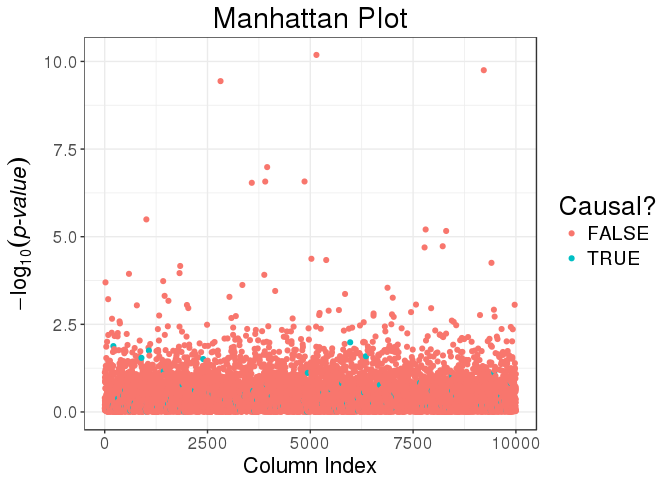 Manhattan Plot
10.0
7.5
5.0
2.5
0.0
−log₁₀(p-value)
0 2500 5000 7500 10000
Column Index
Causal?
FALSE
TRUE